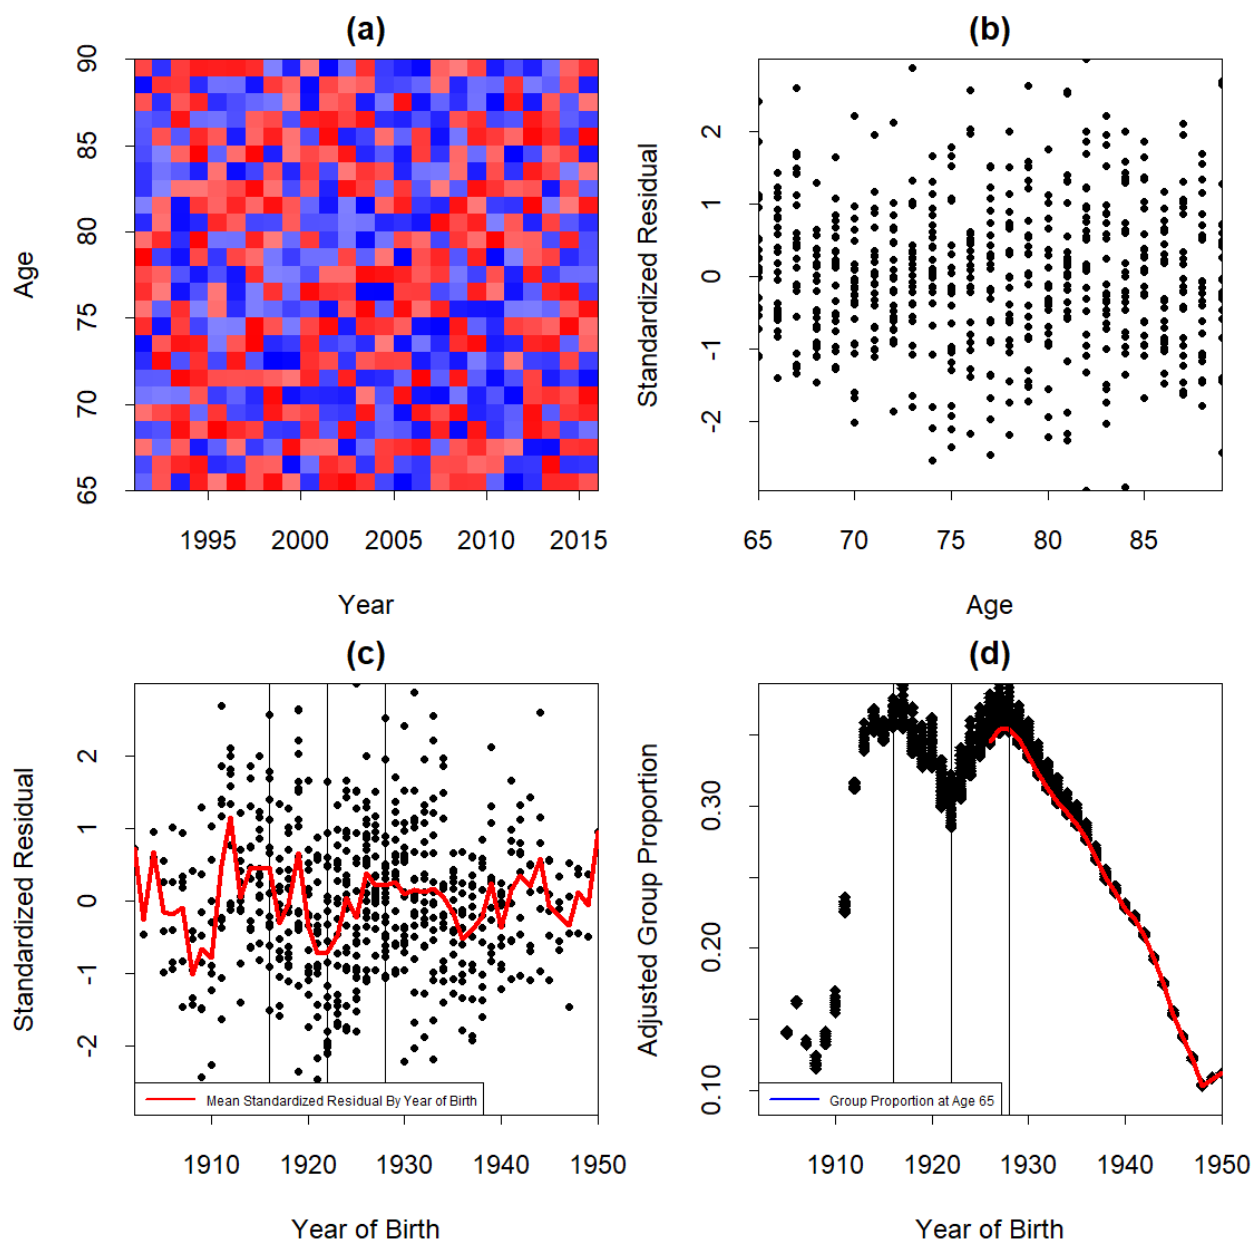 (a)
90
85
80
75
70
65
Age
1995 2000 2005 2010 2015
Year
(b)
2
1
0
-1
-2
Standardized Residual
65 70 75 80 85
Age
(c)
2
1
0
-1
-2
Standardized Residual
Mean Standardized Residual By Year of Birth
1910 1920 1930 1940 1950
Year of Birth
(d)
0.30
0.20
0.10
Adjusted Group Proportion
Group Proportion at Age 65
1910 1920 1930 1940 1950
Year of Birth